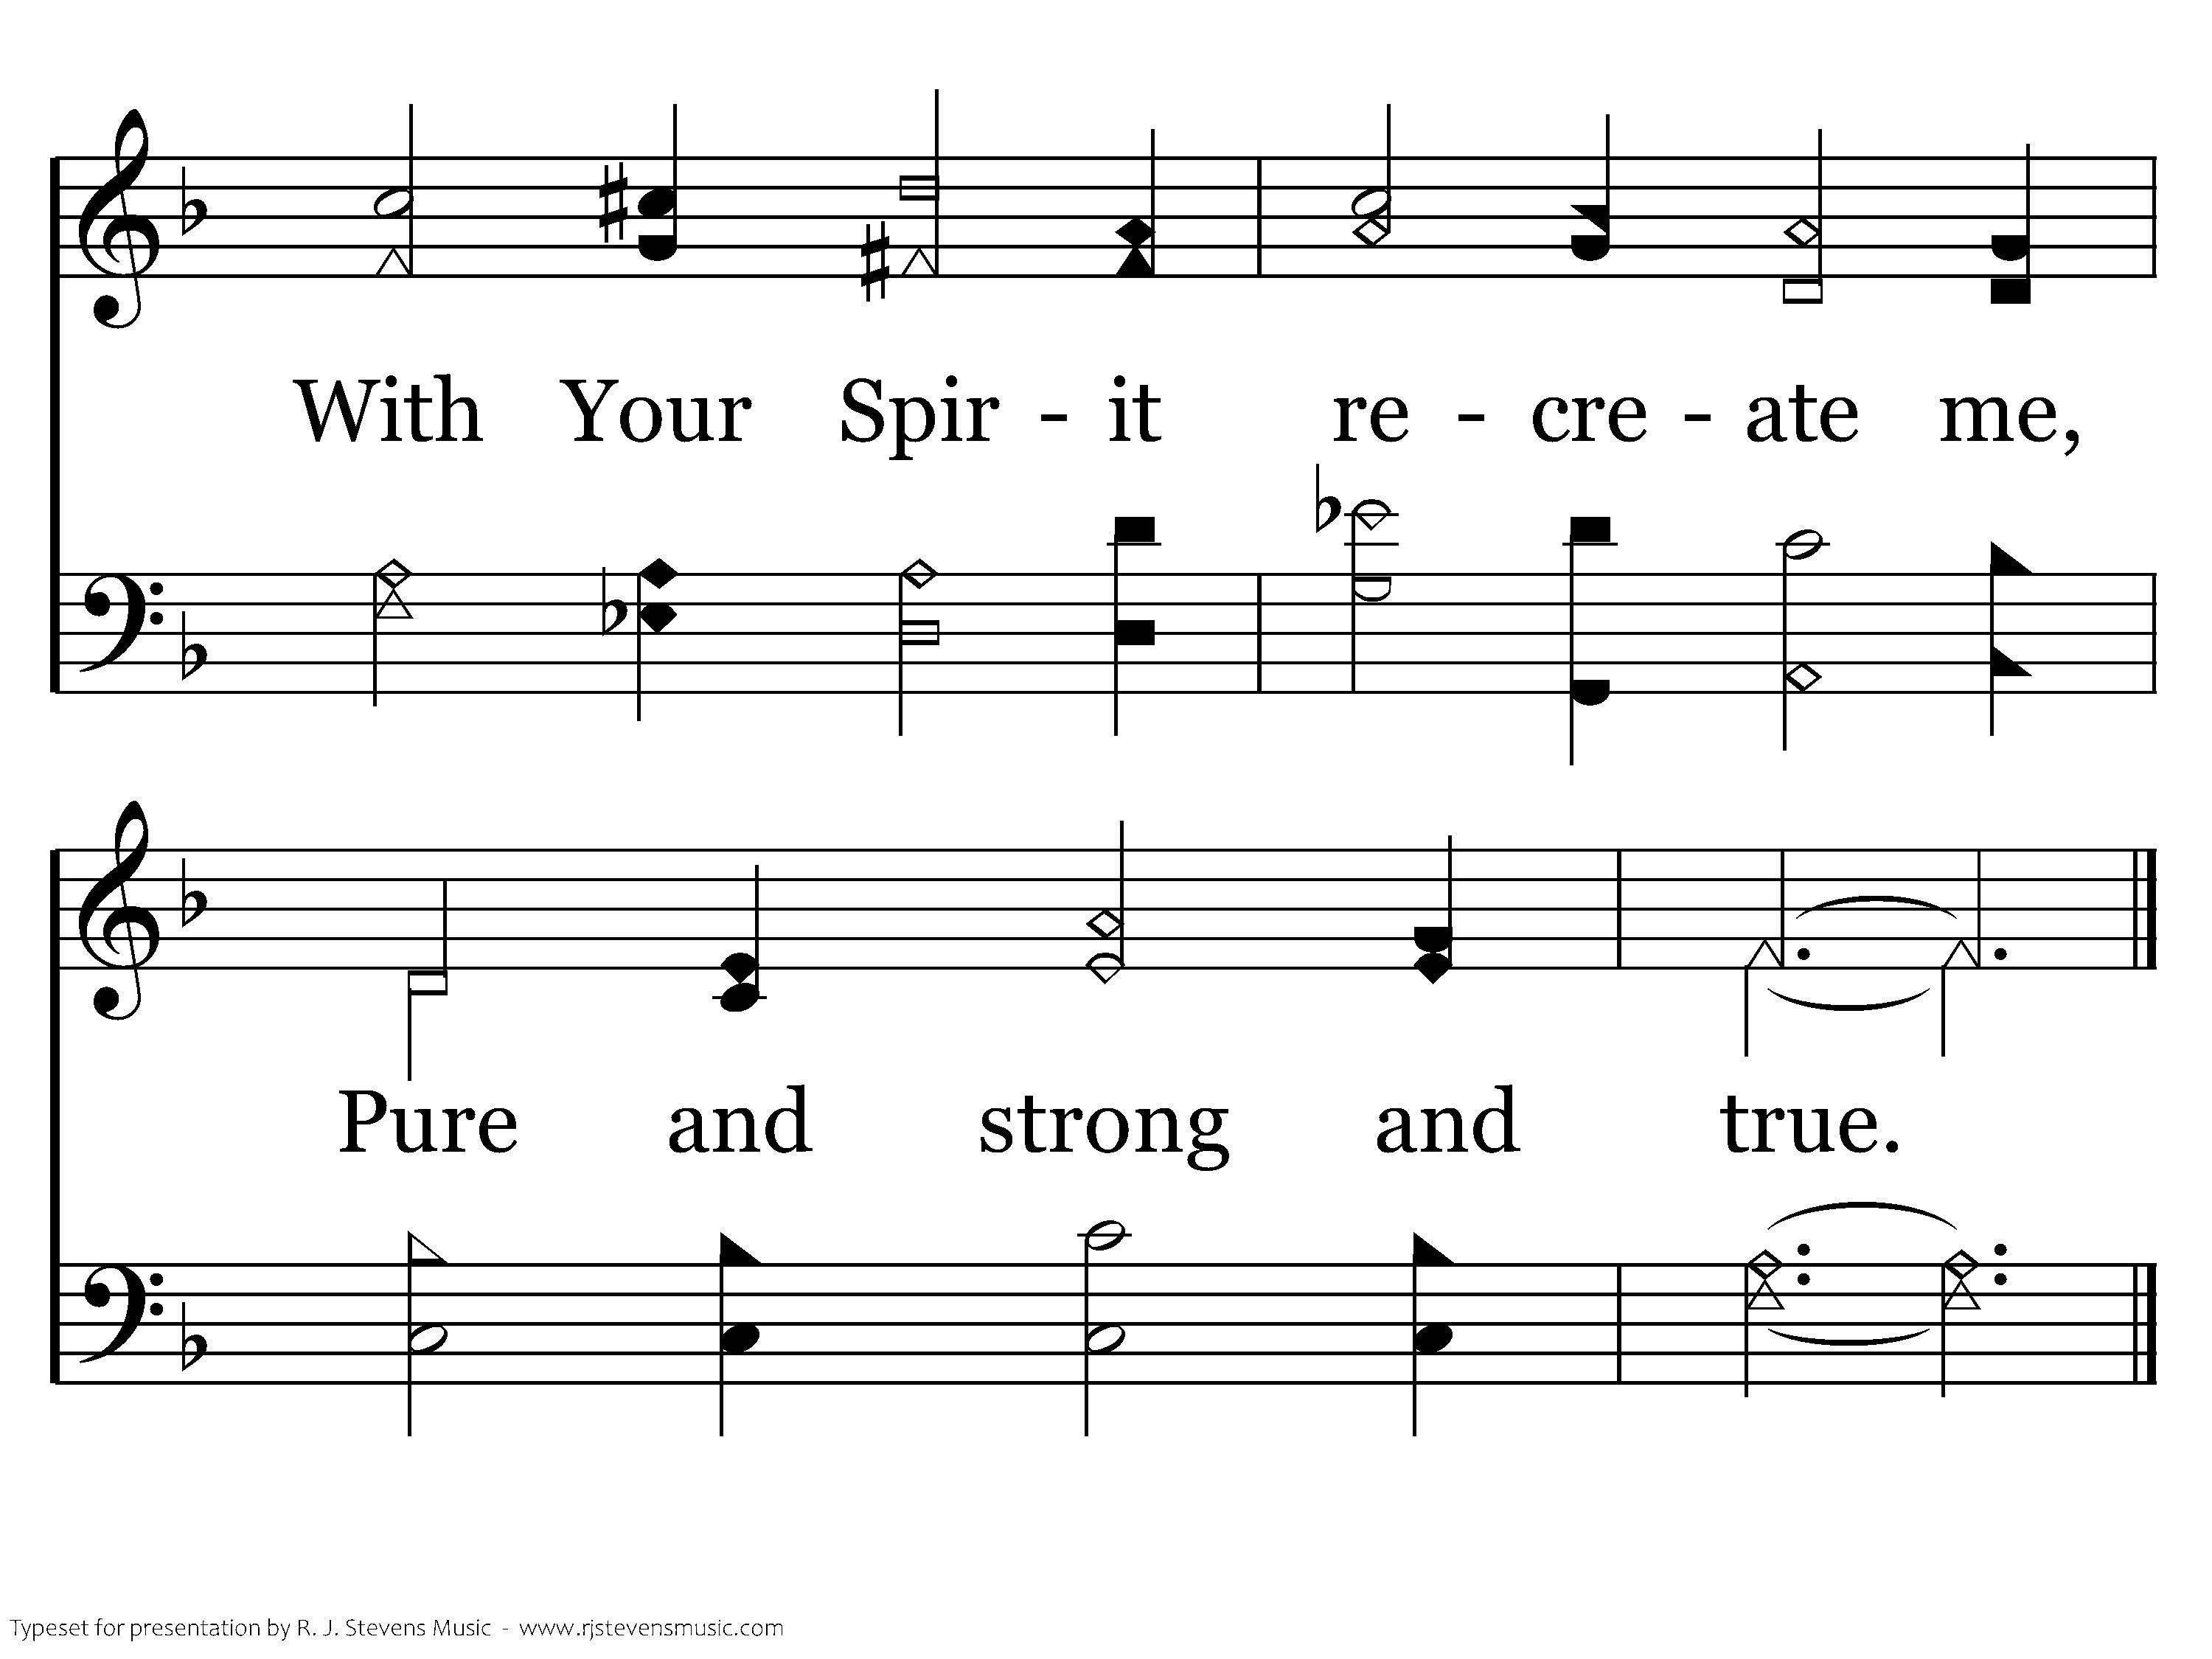 With Your Spir - it re - cre - ate me,
Pure and strong and true.
Typeset for presentation by R. J. Stevens Music - www.rjstevensmusic.com